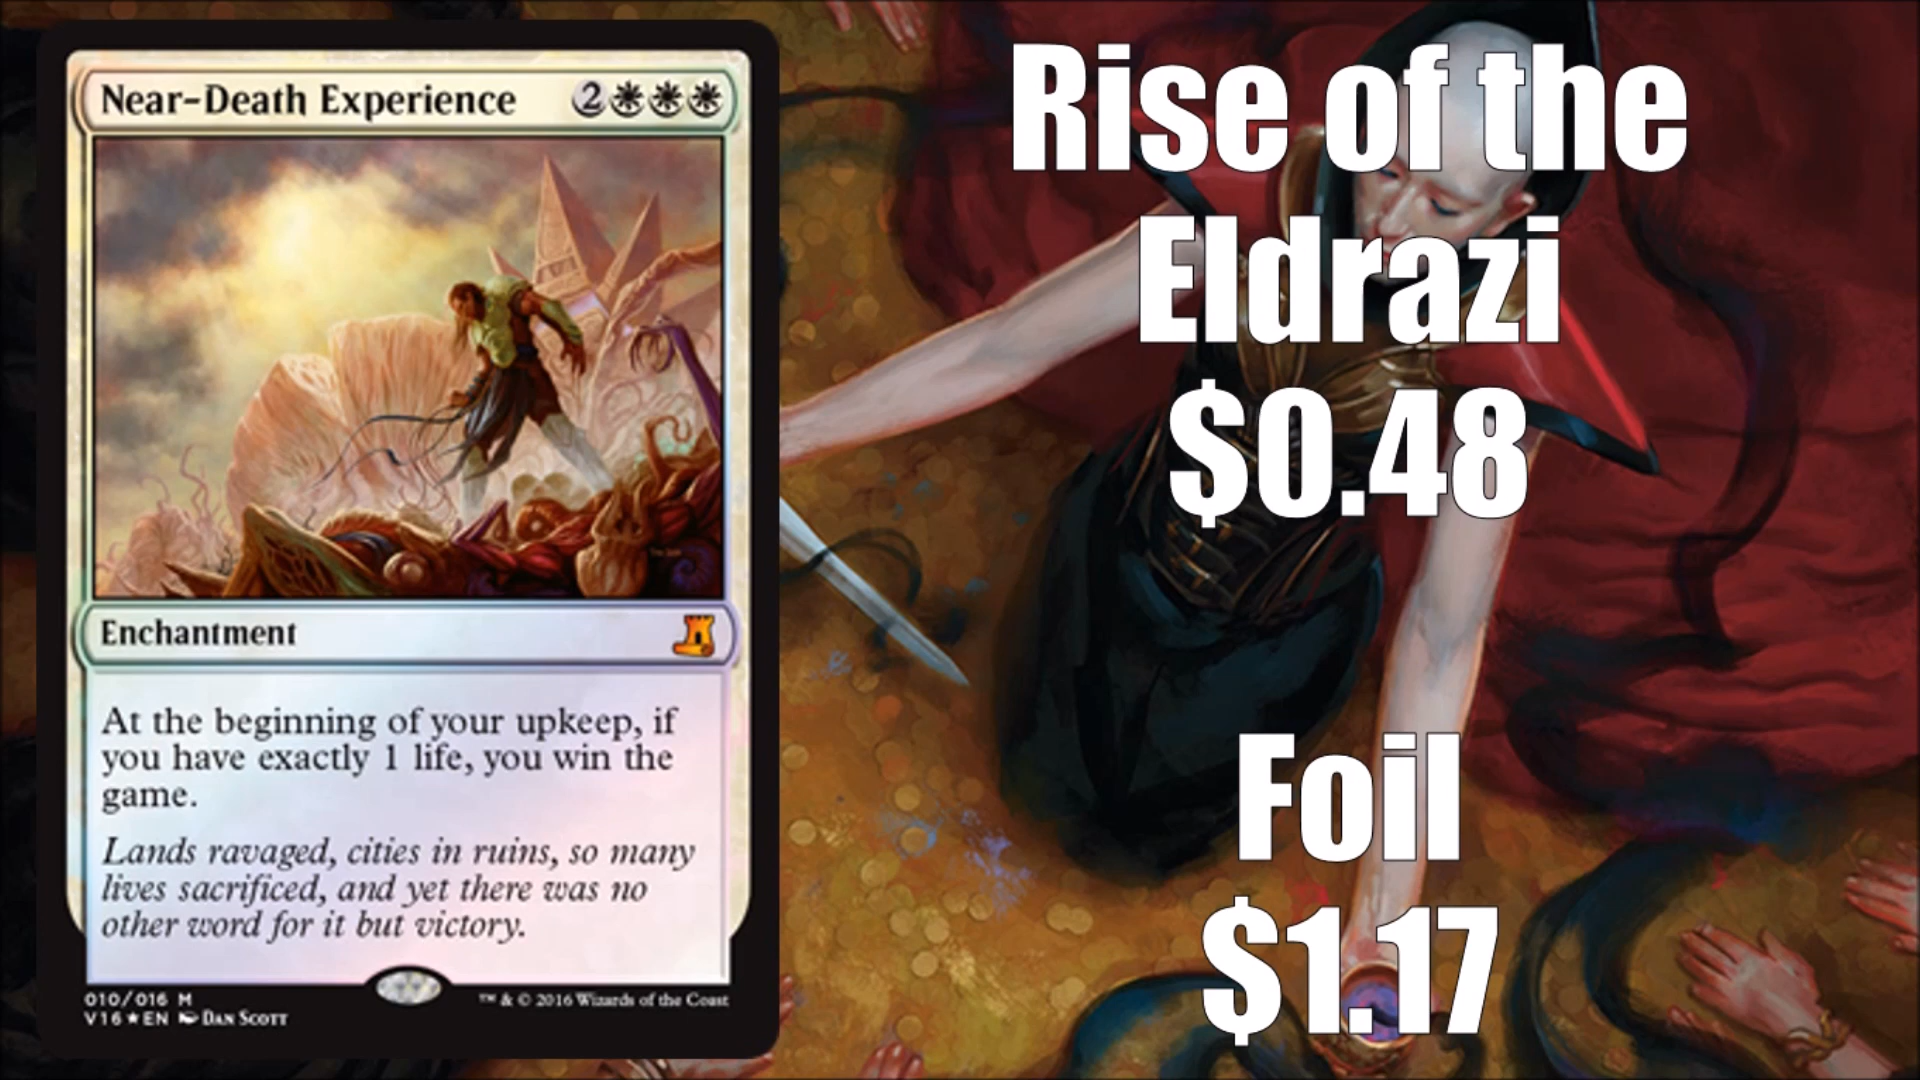 Near-Death Experience 2
Enchantment
At the beginning of your upkeep, if
you have exactly 1 life, you win the
game.
Lands ravaged, cities in ruins, so many
lives sacrificed, and yet there was no
other word for it but victory.
010/016 M
V16★EN DAN SCOTT
™ & © 2016 Wizards of the Coast
Rise of the
Eldrazi
$0.48
Foil
$1.17